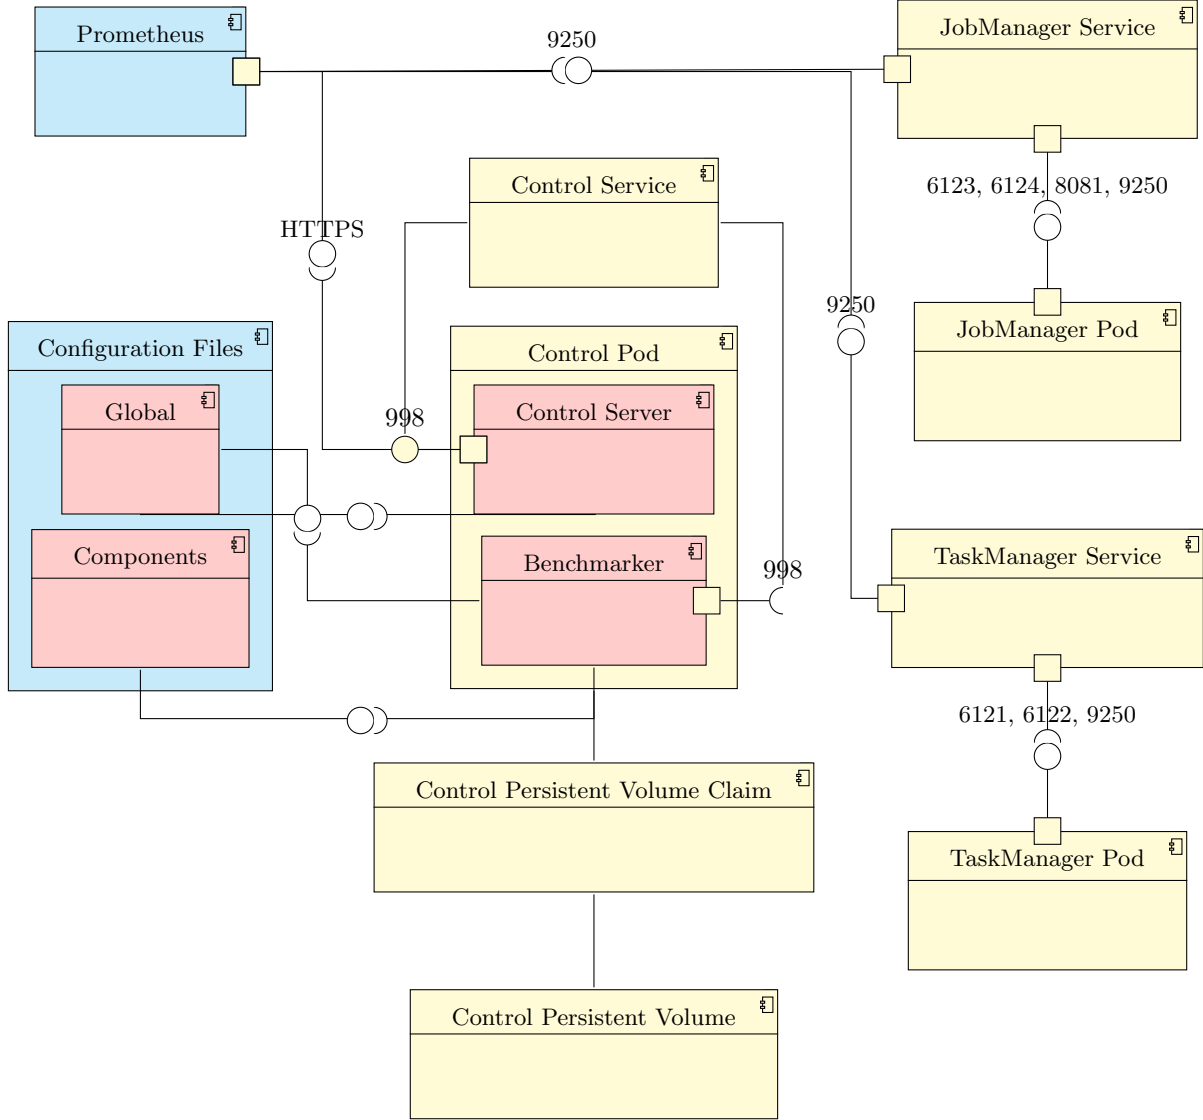 Prometheus
9250
JobManager Service
6123, 6124, 8081, 9250
Control Service
HTTPS
9250
JobManager Pod
Configuration Files
Control Pod
Global
998
Control Server
Components
Benchmarker
998
TaskManager Service
6121, 6122, 9250
Control Persistent Volume Claim
TaskManager Pod
Control Persistent Volume